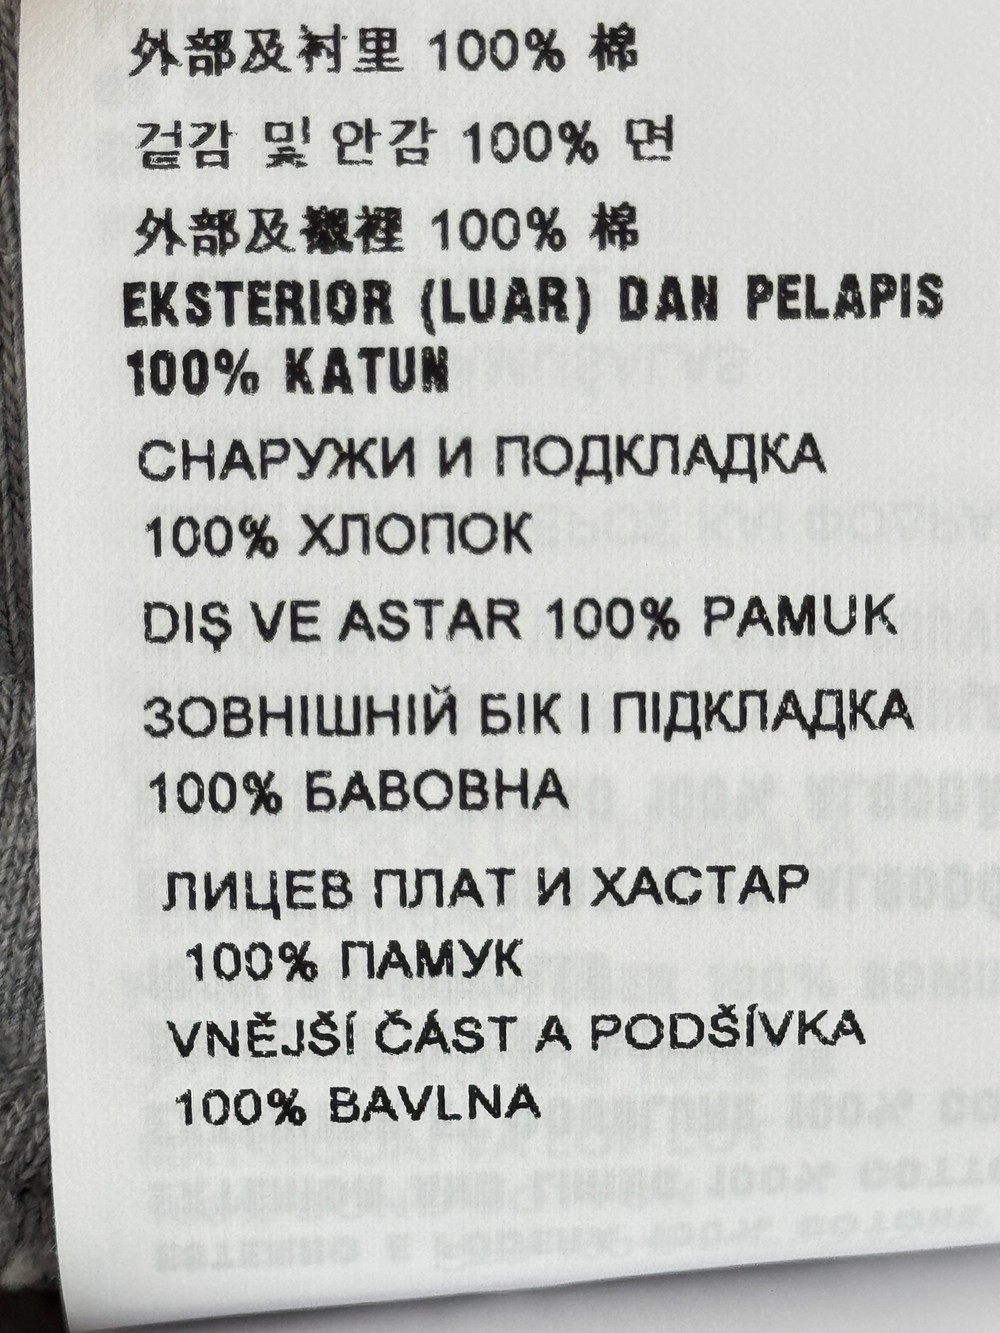 外部及衬里 100% 棉
겉감 및 안감 100% 면
外部及襯裡 100% 棉
EKSTERIOR (LUAR) DAN PELAPIS
100% KATUN
СНАРУЖИ И ПОДКЛАДКА
100% ХЛОПОК
DIŞ VE ASTAR 100% PAMUK
ЗОВНІШНІЙ БІК І ПІДКЛАДКА
100% БАВОВНА
ЛИЦЕВ ПЛАТ И ХАСТАР
100% ПАМУК
VNĚJŠÍ ČÁST A PODŠÍVKA
100% BAVLNA